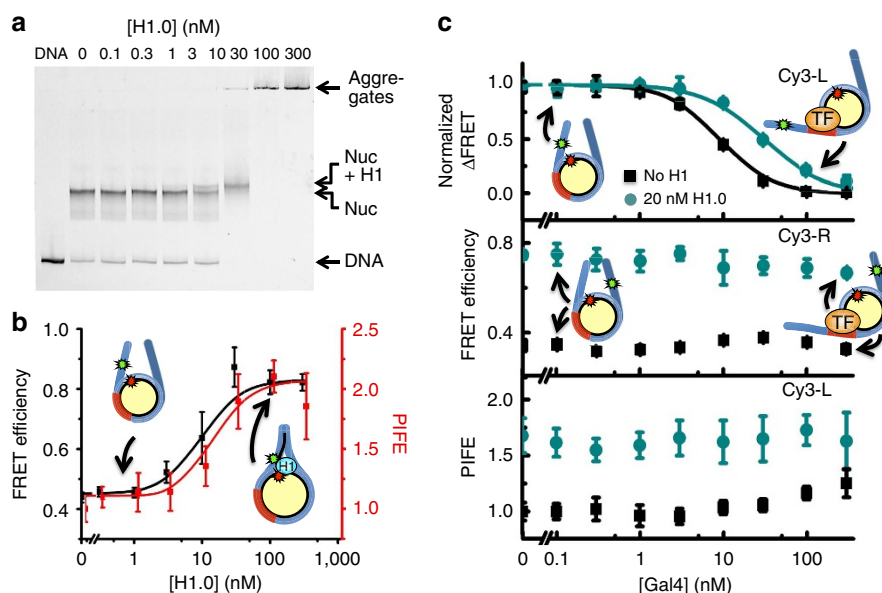 a
[H1.0] (nM)
DNA 0 0.1 0.3 1 3 10 30 100 300
Aggre-
gates
Nuc
+ H1
Nuc
DNA
b
1.0
0.8
0.6
0.4
FRET efficiency
2.5
2.0
1.5
1.0
PIFE
H1
0 1 10 100 1,000
[H1.0] (nM)
c
Cy3-L
1.0
0.5
0.0
Normalized
ΔFRET
TF
No H1
20 nM H1.0
Cy3-R
0.8
0.4
FRET efficiency
TF
Cy3-L
2.0
1.5
1.0
PIFE
0 0.1 1 10 100
[Gal4] (nM)